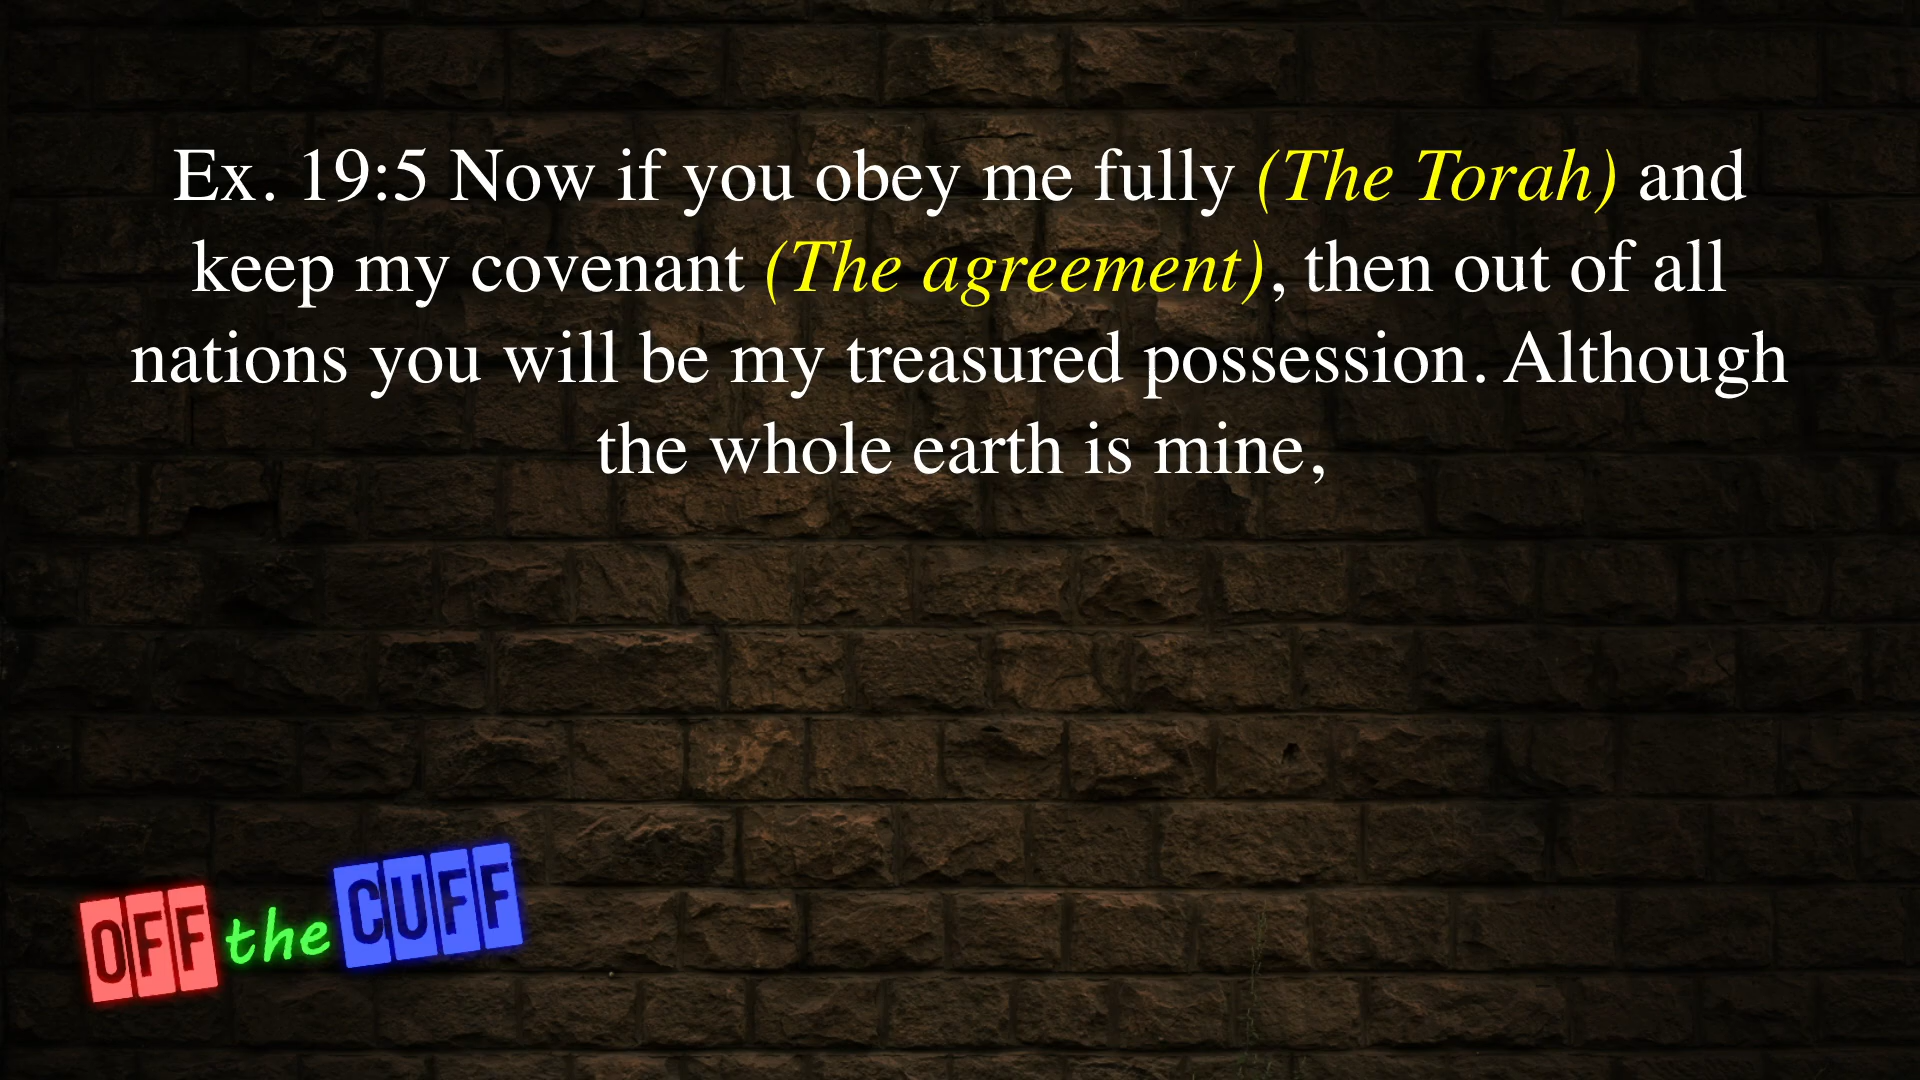 Ex. 19:5 Now if you obey me fully (The Torah) and
keep my covenant (The agreement), then out of all
nations you will be my treasured possession. Although
the whole earth is mine,
OFF the CUFF